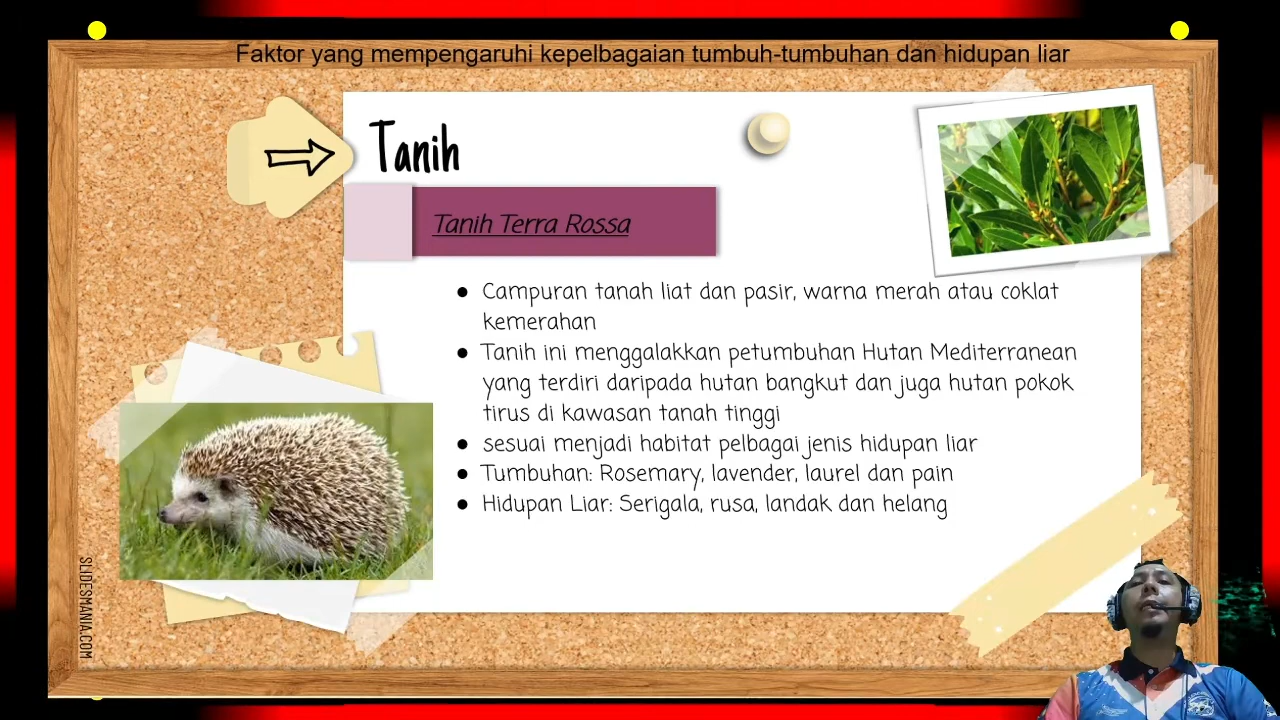 Faktor yang mempengaruhi kepelbagaian tumbuh-tumbuhan dan hidupan liar
Tanih
Tanih Terra Rossa
● Campuran tanah liat dan pasir, warna merah atau coklat
kemerahan
● Tanih ini menggalakkan petumbuhan Hutan Mediterranean
yang terdiri daripada hutan bangkut dan juga hutan pokok
tirus di kawasan tanah tinggi
● sesuai menjadi habitat pelbagai jenis hidupan liar
● Tumbuhan: Rosemary, lavender, laurel dan pain
● Hidupan Liar: Serigala, rusa, landak dan helang
SLIDESMANIA.COM